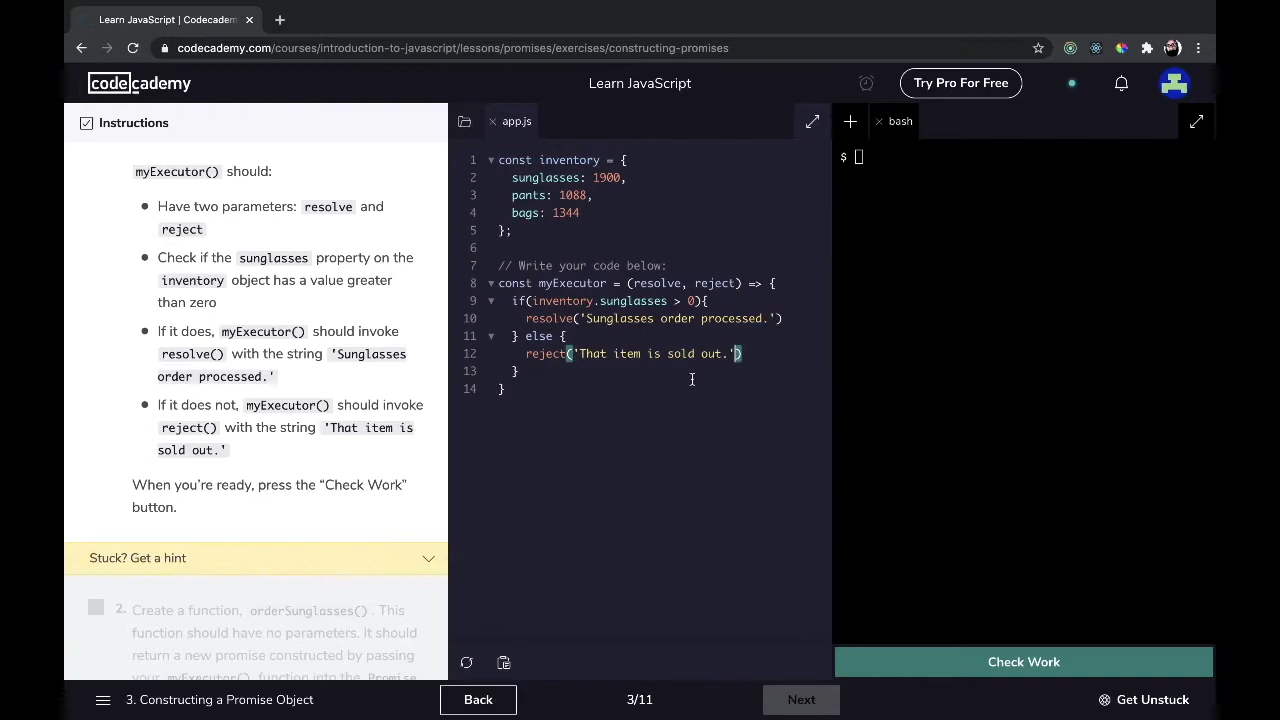 Learn JavaScript | Codecadem
codecademy.com/courses/introduction-to-javascript/lessons/promises/exercises/constructing-promises
codecademy
Learn JavaScript
Try Pro For Free
Instructions
myExecutor() should:
Have two parameters: resolve and
reject
Check if the sunglasses property on the
inventory object has a value greater
than zero
If it does, myExecutor() should invoke
resolve() with the string 'Sunglasses
order processed.'
If it does not, myExecutor() should invoke
reject() with the string 'That item is
sold out.'
When you’re ready, press the “Check Work”
button.
Stuck? Get a hint
2. Create a function, orderSunglasses(). This
function should have no parameters. It should
return a new promise constructed by passing
your myExecutor() function into the Promise
app.js
1 const inventory = {
2 sunglasses: 1900,
3 pants: 1088,
4 bags: 1344
5 };
6
7 // Write your code below:
8 const myExecutor = (resolve, reject) => {
9 if(inventory.sunglasses > 0){
10 resolve('Sunglasses order processed.')
11 } else {
12 reject('That item is sold out.')
13 }
14 }
bash
$
Check Work
3. Constructing a Promise Object
Back
3/11
Next
Get Unstuck